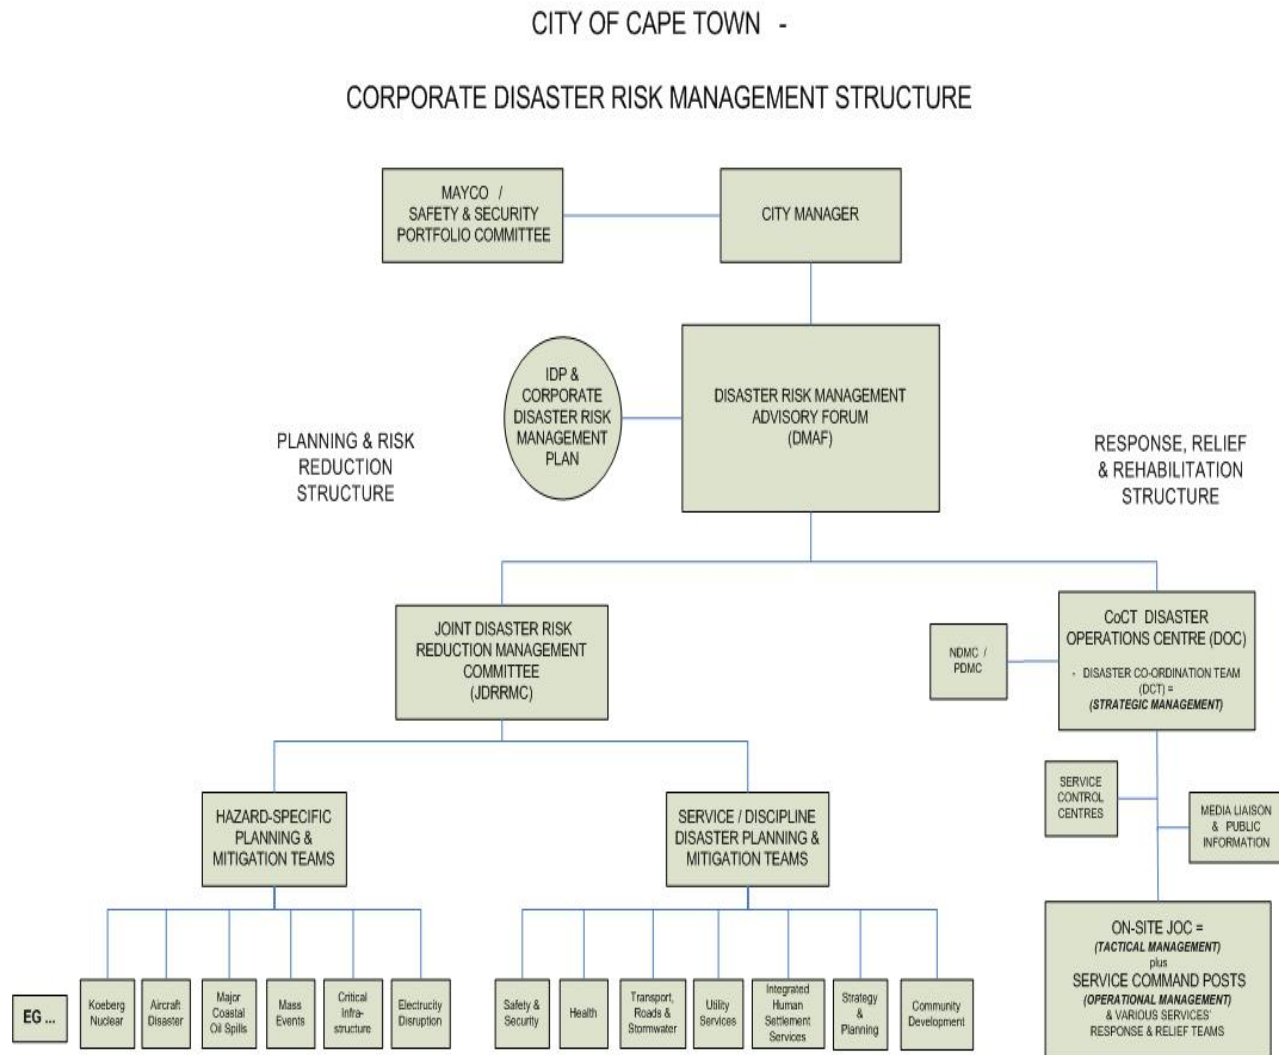 CITY OF CAPE TOWN -
CORPORATE DISASTER RISK MANAGEMENT STRUCTURE
MAYCO /
SAFETY & SECURITY
PORTFOLIO COMMITTEE
CITY MANAGER
IDP &
CORPORATE
DISASTER RISK
MANAGEMENT
PLAN
DISASTER RISK MANAGEMENT
ADVISORY FORUM
(DMAF)
PLANNING & RISK
REDUCTION
STRUCTURE
RESPONSE, RELIEF
& REHABILITATION
STRUCTURE
JOINT DISASTER RISK
REDUCTION MANAGEMENT
COMMITTEE
(JDRRMC)
NDMC /
PDMC
CoCT DISASTER
OPERATIONS CENTRE (DOC)
- DISASTER CO-ORDINATION TEAM
(DCT) =
(STRATEGIC MANAGEMENT)
SERVICE
CONTROL
CENTRES
MEDIA LIAISON
& PUBLIC
INFORMATION
HAZARD-SPECIFIC
PLANNING &
MITIGATION TEAMS
SERVICE / DISCIPLINE
DISASTER PLANNING &
MITIGATION TEAMS
EG ...
Koeberg
Nuclear
Aircraft
Disaster
Major
Coastal
Oil Spills
Mass
Events
Critical
Infra-
structure
Electrucity
Disruption
Safety &
Security
Health
Transport,
Roads &
Stormwater
Utility
Services
Integrated
Human
Settlement
Services
Strategy
&
Planning
Community
Development
ON-SITE JOC =
(TACTICAL MANAGEMENT)
plus
SERVICE COMMAND POSTS
(OPERATIONAL MANAGEMENT)
& VARIOUS SERVICES'
RESPONSE & RELIEF TEAMS